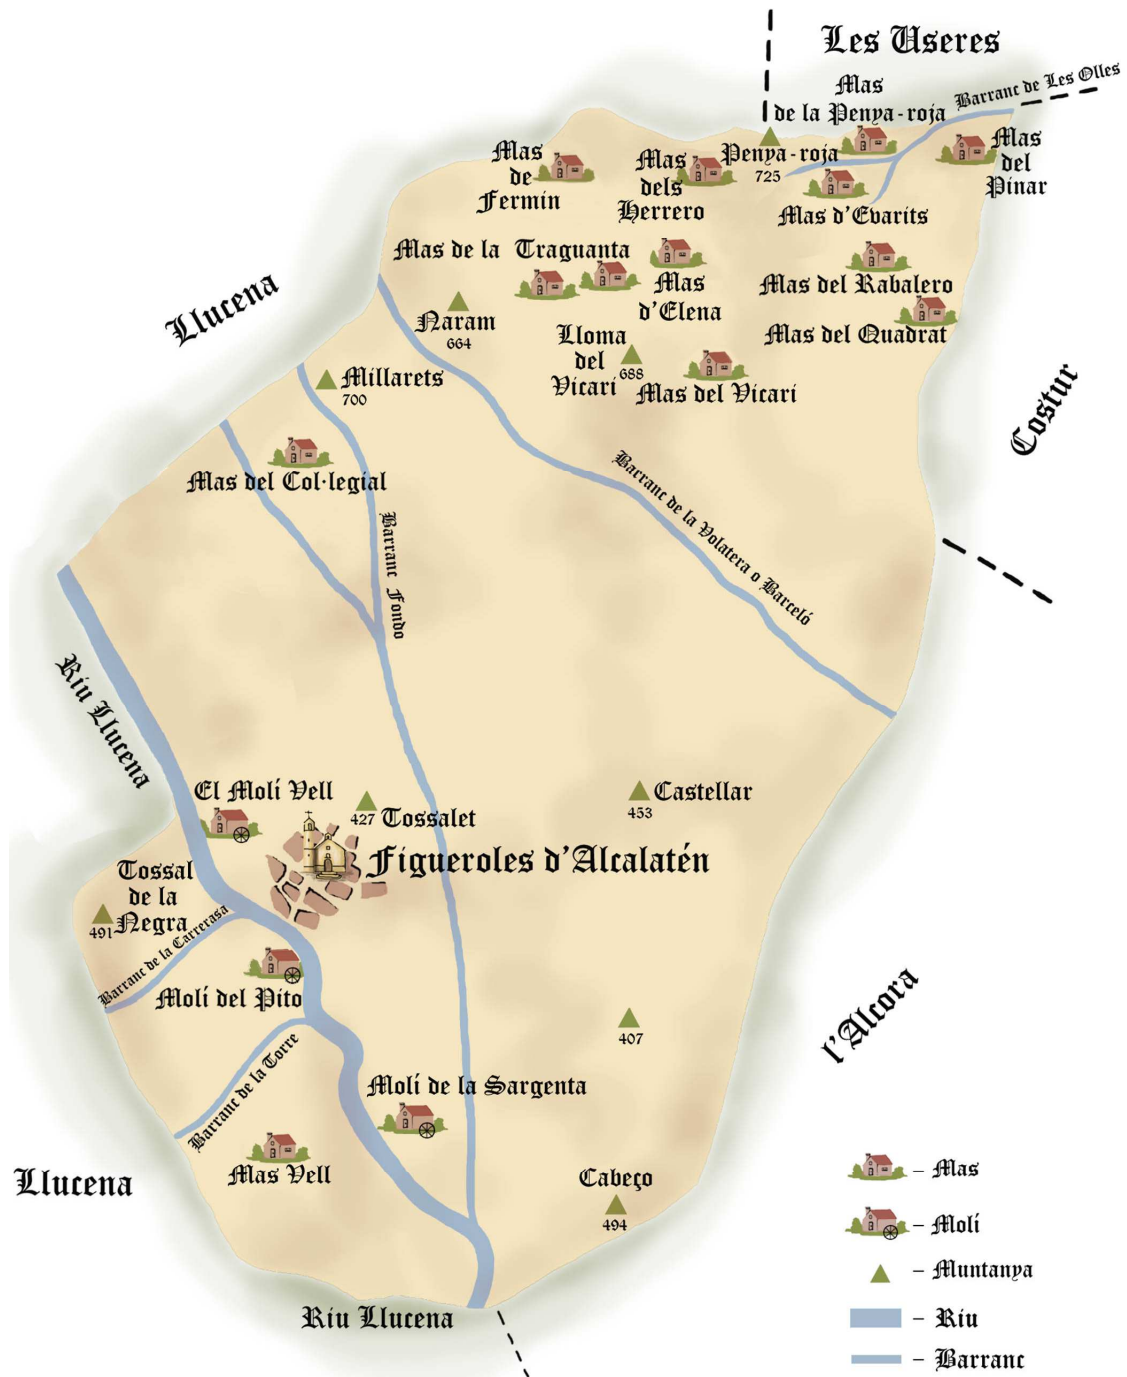 Les Useres
Barranc de Les Olles
Mas
de la Penya-roja
Mas
del
Pinar
Penya-roja
725
Mas
de
Fermin
Mas
dels
Herrero
Mas d'Evarits
Mas de la Traguanta
Mas
d'Elena
Mas del Rabalero
Mas del Quadrat
Llucena
Naram
664
Lloma
del
Vicari
688
Mas del Vicari
Millarets
700
Costur
Mas del Col·legial
Barranc de la Volatera o Barceló
Barranc Fondo
Riu Llucena
El Molí Vell
427
Tossalet
Castellar
453
Figueroles d'Alcalatén
Tossal
de la
Negra
491
Barranc de la Carrerasa
Molí del Pito
l'Alcora
407
Barranc de la Torre
Molí de la Sargenta
Mas Vell
Llucena
Cabeço
494
Riu Llucena
- Mas
- Molí
- Muntanya
- Riu
- Barranc